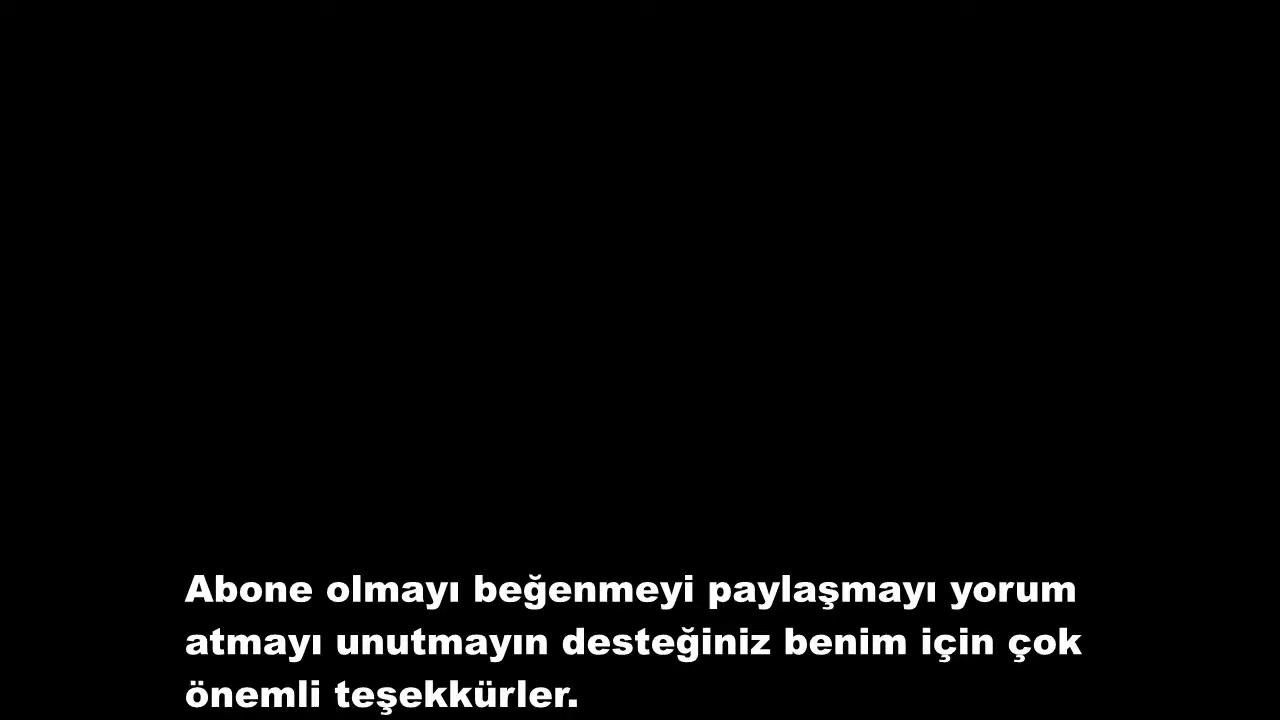 Abone olmayı beğenmeyi paylaşmayı yorum
atmayı unutmayın desteğiniz benim için çok
önemli teşekkürler.